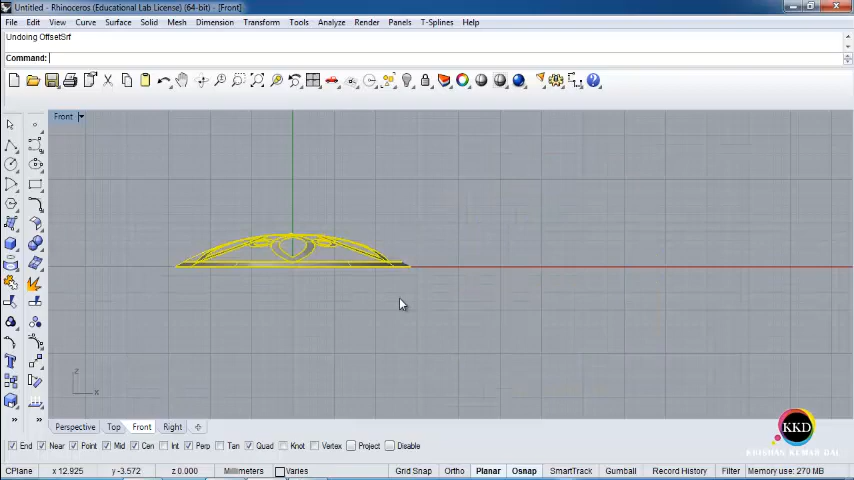 Untitled - Rhinoceros (Educational Lab License) (64-bit) - [Front]
File Edit View Curve Surface Solid Mesh Dimension Transform Tools Analyze Render Panels T-Splines Help
Undoing OffsetSrf
Command:
Front
z
x
Perspective Top Front Right
End Near Point Mid Cen Int Perp Tan Quad Knot Vertex Project Disable
KKD
KRISHAN KUMAR DAL
CPlane x 12.925 y -3.572 z 0.000 Millimeters Varies Grid Snap Ortho Planar Osnap SmartTrack Gumball Record History Filter Memory use: 270 MB